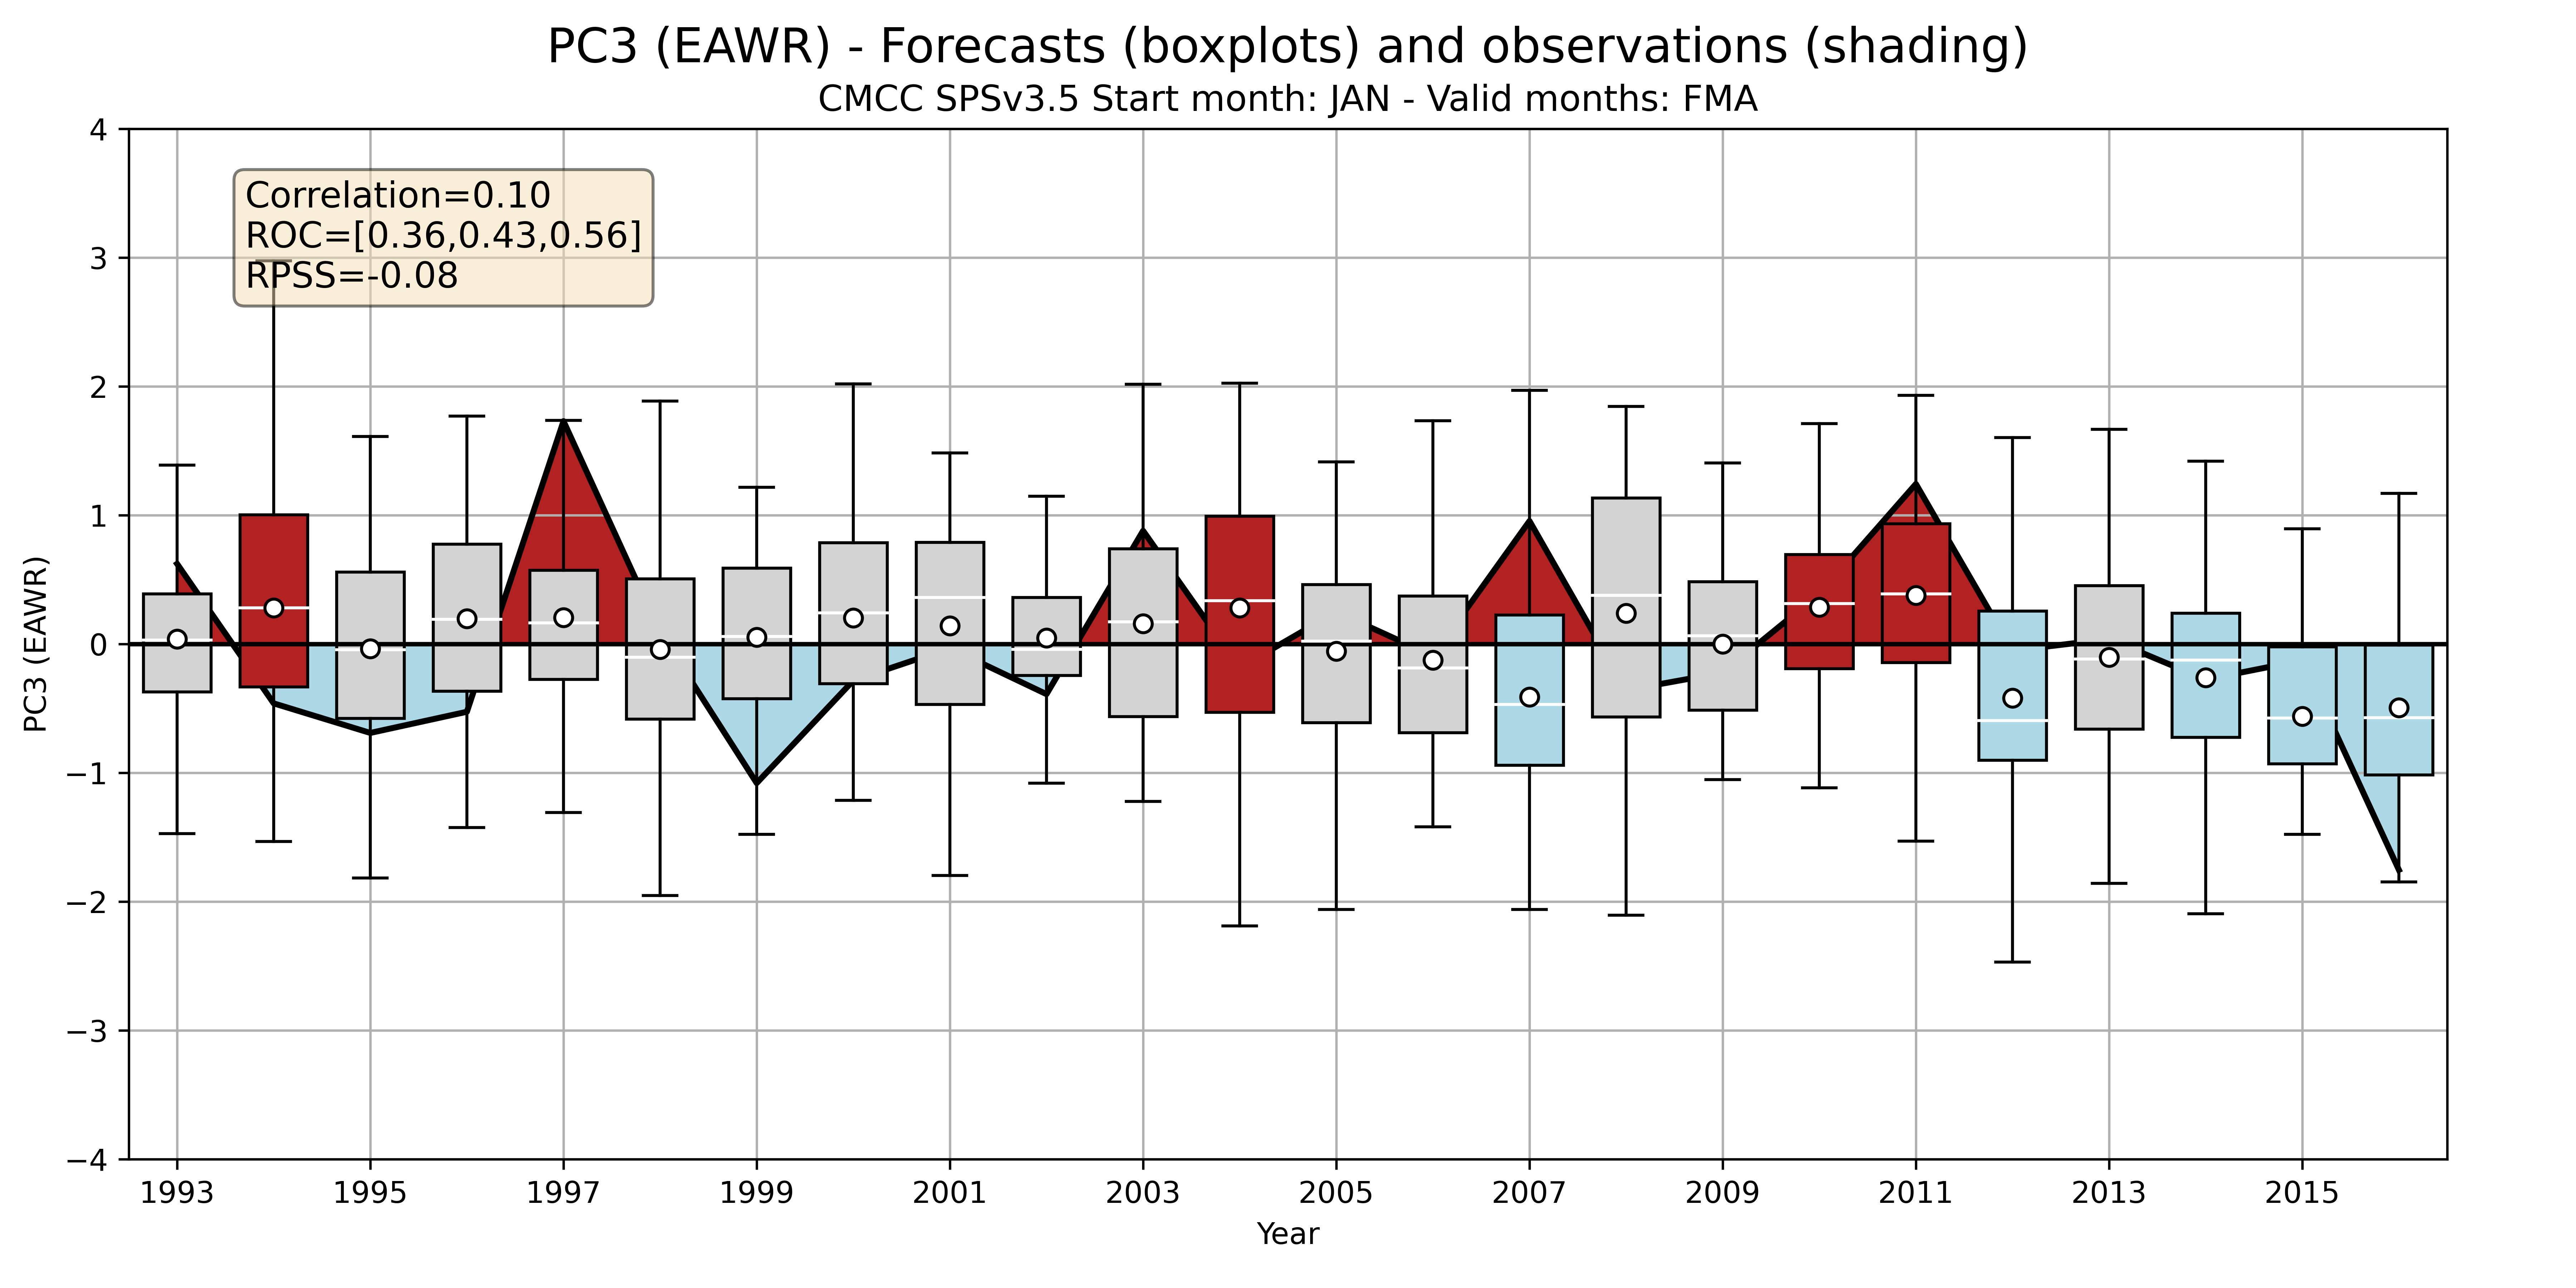 PC3 (EAWR) - Forecasts (boxplots) and observations (shading)
CMCC SPSv3.5 Start month: JAN - Valid months: FMA
Correlation=0.10
ROC=[0.36,0.43,0.56]
RPSS=-0.08
PC3 (EAWR)
4
3
2
1
0
−1
−2
−3
−4
1993 1995 1997 1999 2001 2003 2005 2007 2009 2011 2013 2015
Year